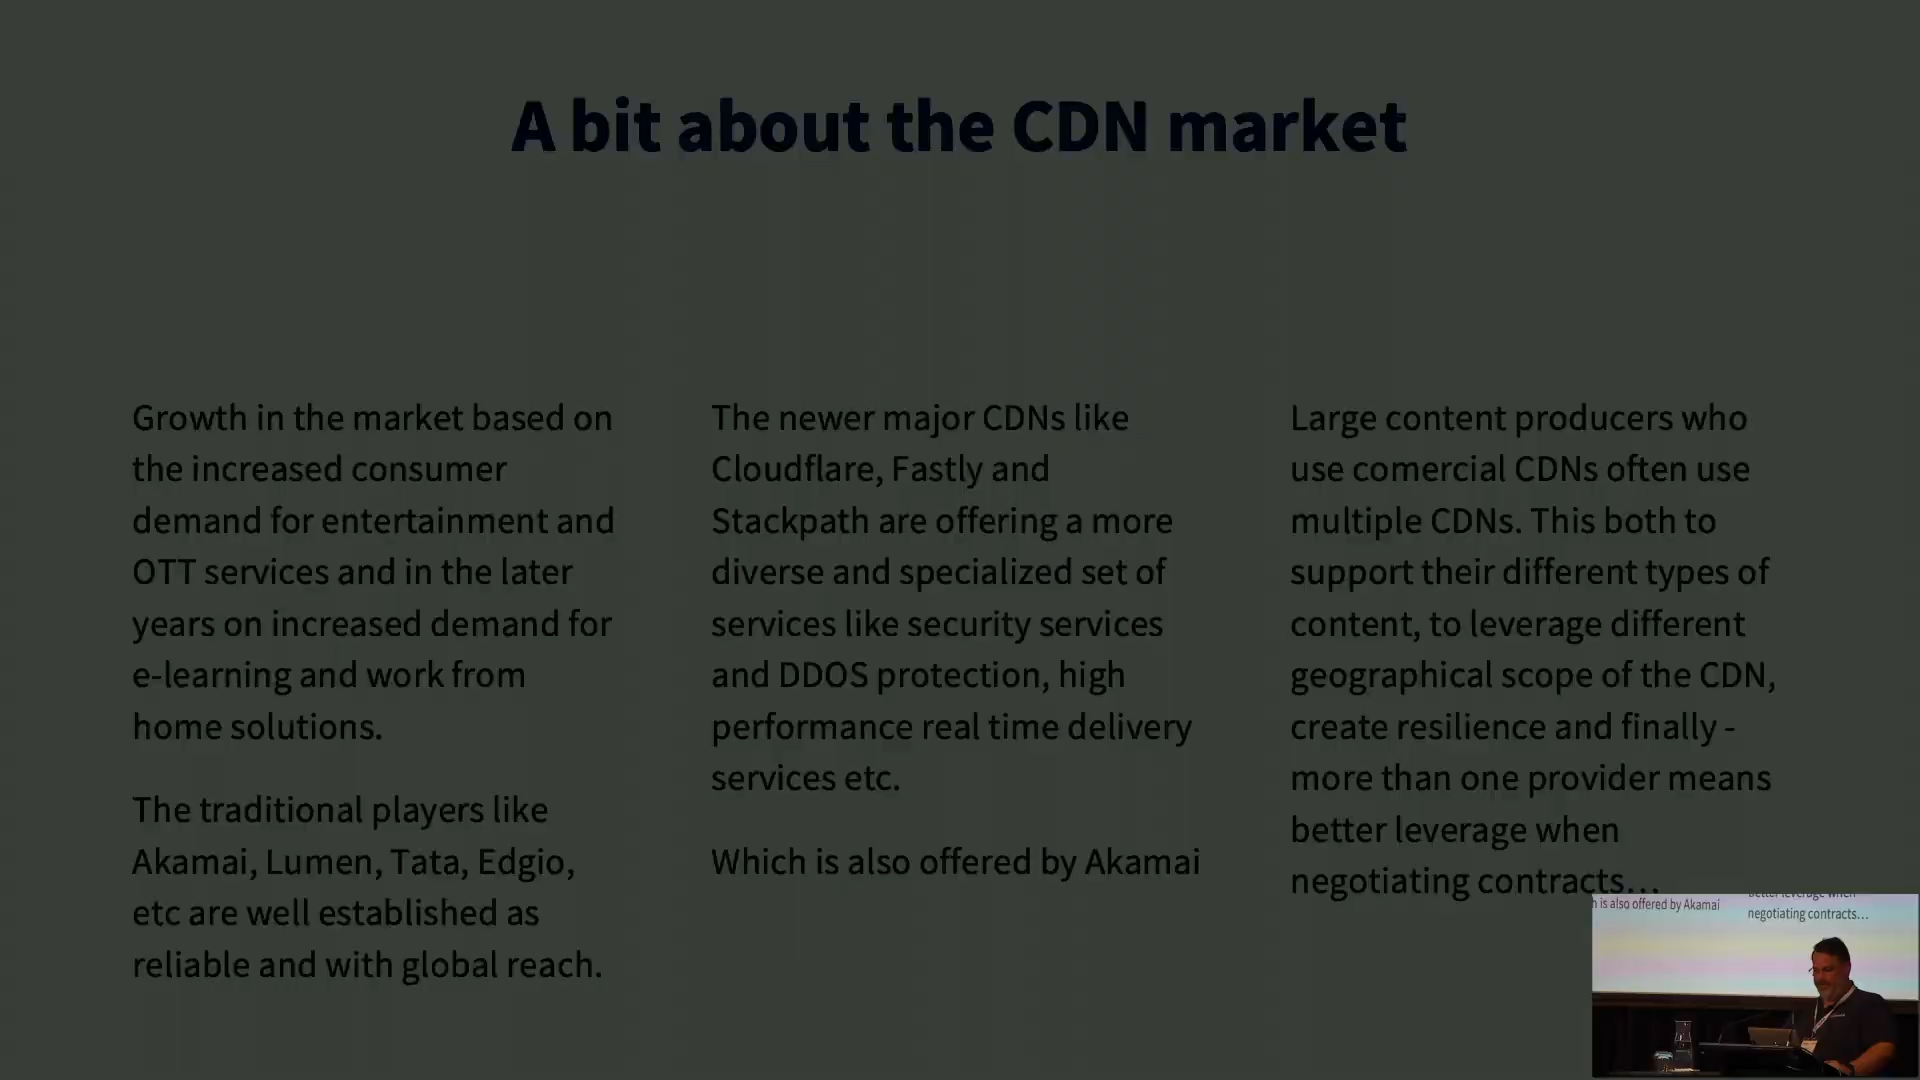 A bit about the CDN market
Growth in the market based on
the increased consumer
demand for entertainment and
OTT services and in the later
years on increased demand for
e-learning and work from
home solutions.
The traditional players like
Akamai, Lumen, Tata, Edgio,
etc are well established as
reliable and with global reach.
The newer major CDNs like
Cloudflare, Fastly and
Stackpath are offering a more
diverse and specialized set of
services like security services
and DDOS protection, high
performance real time delivery
services etc.
Which is also offered by Akamai
Large content producers who
use comercial CDNs often use
multiple CDNs. This both to
support their different types of
content, to leverage different
geographical scope of the CDN,
create resilience and finally -
more than one provider means
better leverage when
negotiating contracts...
h is also offered by Akamai
better leverage when
negotiating contracts...